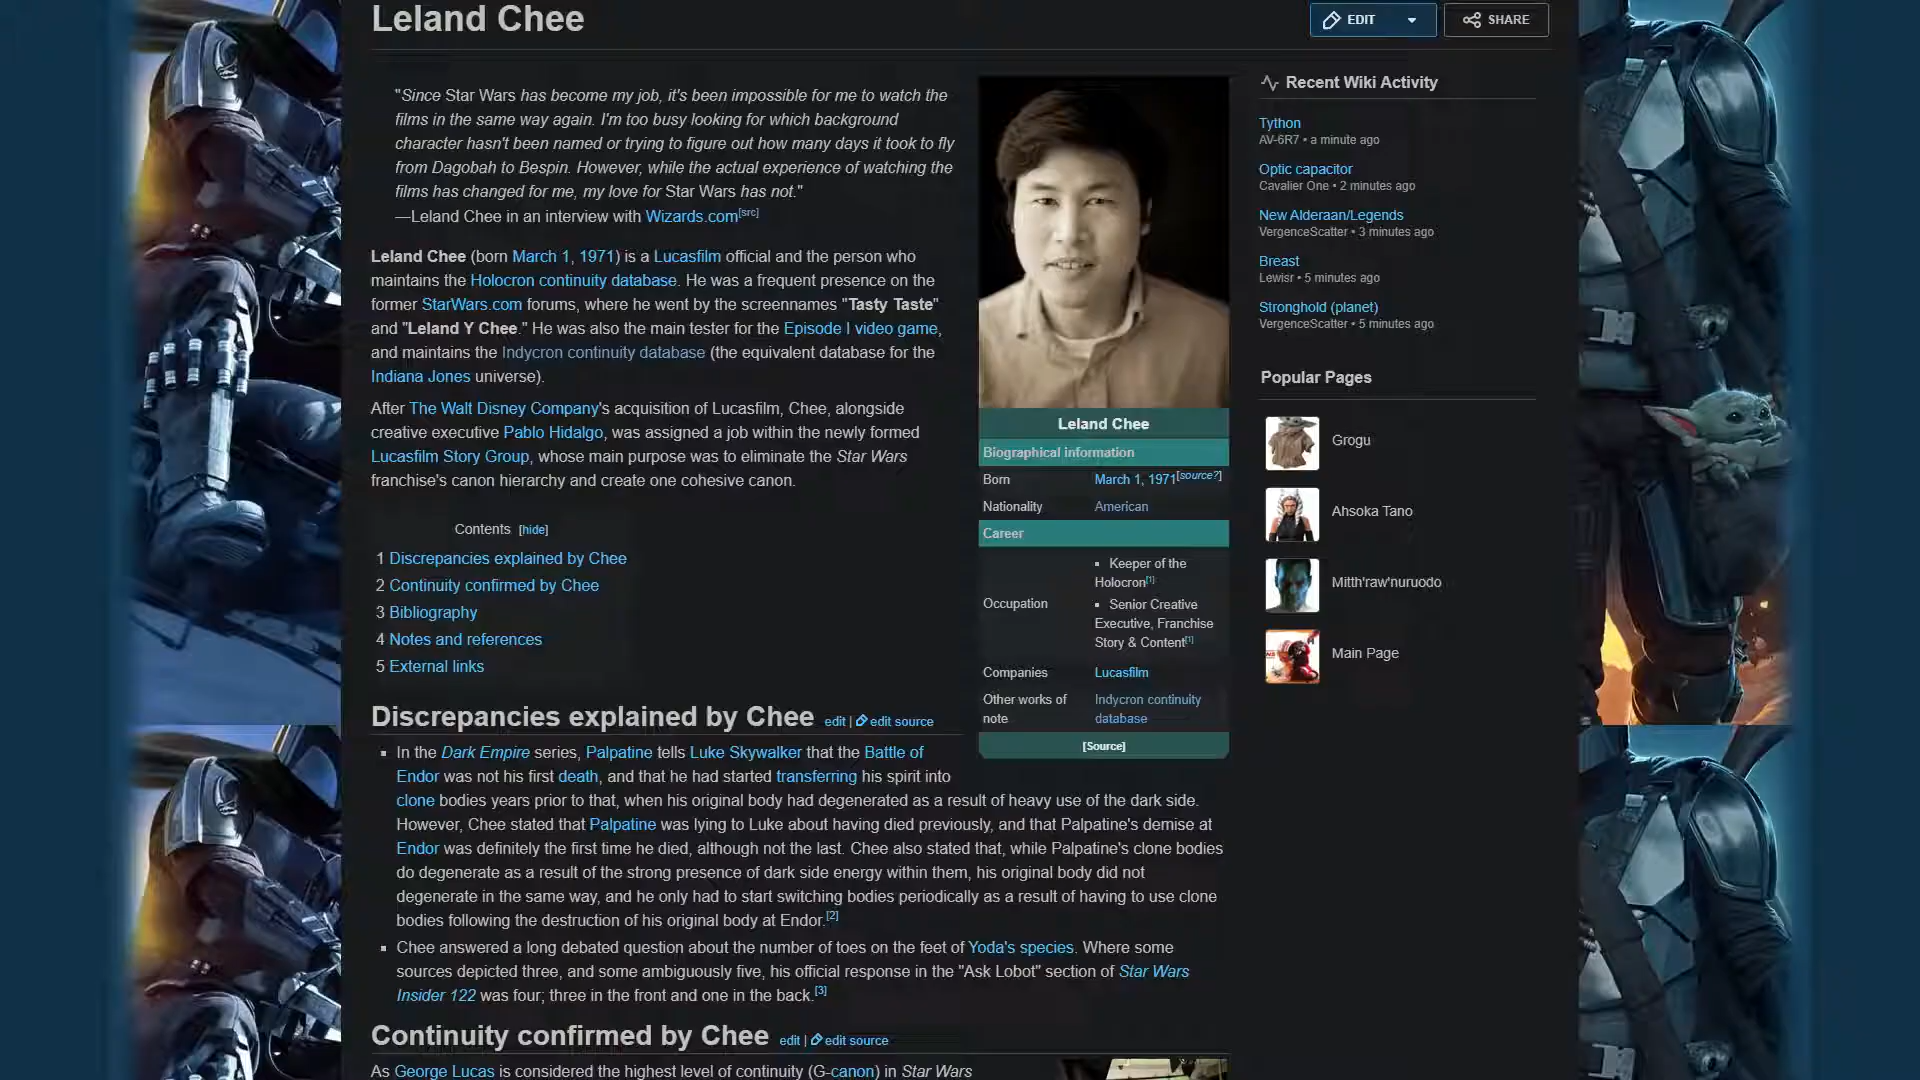 Leland Chee
EDIT
SHARE
"Since Star Wars has become my job, it's been impossible for me to watch the
films in the same way again. I'm too busy looking for which background
character hasn't been named or trying to figure out how many days it took to fly
from Dagobah to Bespin. However, while the actual experience of watching the
films has changed for me, my love for Star Wars has not."
—Leland Chee in an interview with Wizards.com[src]
Leland Chee (born March 1, 1971) is a Lucasfilm official and the person who
maintains the Holocron continuity database. He was a frequent presence on the
former StarWars.com forums, where he went by the screennames "Tasty Taste"
and "Leland Y Chee." He was also the main tester for the Episode I video game,
and maintains the Indycron continuity database (the equivalent database for the
Indiana Jones universe).
After The Walt Disney Company's acquisition of Lucasfilm, Chee, alongside
creative executive Pablo Hidalgo, was assigned a job within the newly formed
Lucasfilm Story Group, whose main purpose was to eliminate the Star Wars
franchise's canon hierarchy and create one cohesive canon.
Contents [hide]
1 Discrepancies explained by Chee
2 Continuity confirmed by Chee
3 Bibliography
4 Notes and references
5 External links
Leland Chee
Biographical information
Born March 1, 1971[source?]
Nationality American
Career
Occupation
▪ Keeper of the
Holocron[1]
▪ Senior Creative
Executive, Franchise
Story & Content[1]
Companies Lucasfilm
Other works of
note
Indycron continuity
database
[Source]
Discrepancies explained by Chee edit | edit source
▪ In the Dark Empire series, Palpatine tells Luke Skywalker that the Battle of
Endor was not his first death, and that he had started transferring his spirit into
clone bodies years prior to that, when his original body had degenerated as a result of heavy use of the dark side.
However, Chee stated that Palpatine was lying to Luke about having died previously, and that Palpatine's demise at
Endor was definitely the first time he died, although not the last. Chee also stated that, while Palpatine's clone bodies
do degenerate as a result of the strong presence of dark side energy within them, his original body did not
degenerate in the same way, and he only had to start switching bodies periodically as a result of having to use clone
bodies following the destruction of his original body at Endor.[2]
▪ Chee answered a long debated question about the number of toes on the feet of Yoda's species. Where some
sources depicted three, and some ambiguously five, his official response in the "Ask Lobot" section of Star Wars
Insider 122 was four; three in the front and one in the back.[3]
Continuity confirmed by Chee edit | edit source
As George Lucas is considered the highest level of continuity (G-canon) in Star Wars
Recent Wiki Activity
Tython
AV-6R7 • a minute ago
Optic capacitor
Cavalier One • 2 minutes ago
New Alderaan/Legends
VergenceScatter • 3 minutes ago
Breast
Lewisr • 5 minutes ago
Stronghold (planet)
VergenceScatter • 5 minutes ago
Popular Pages
Grogu
Ahsoka Tano
Mitth'raw'nuruodo
Main Page